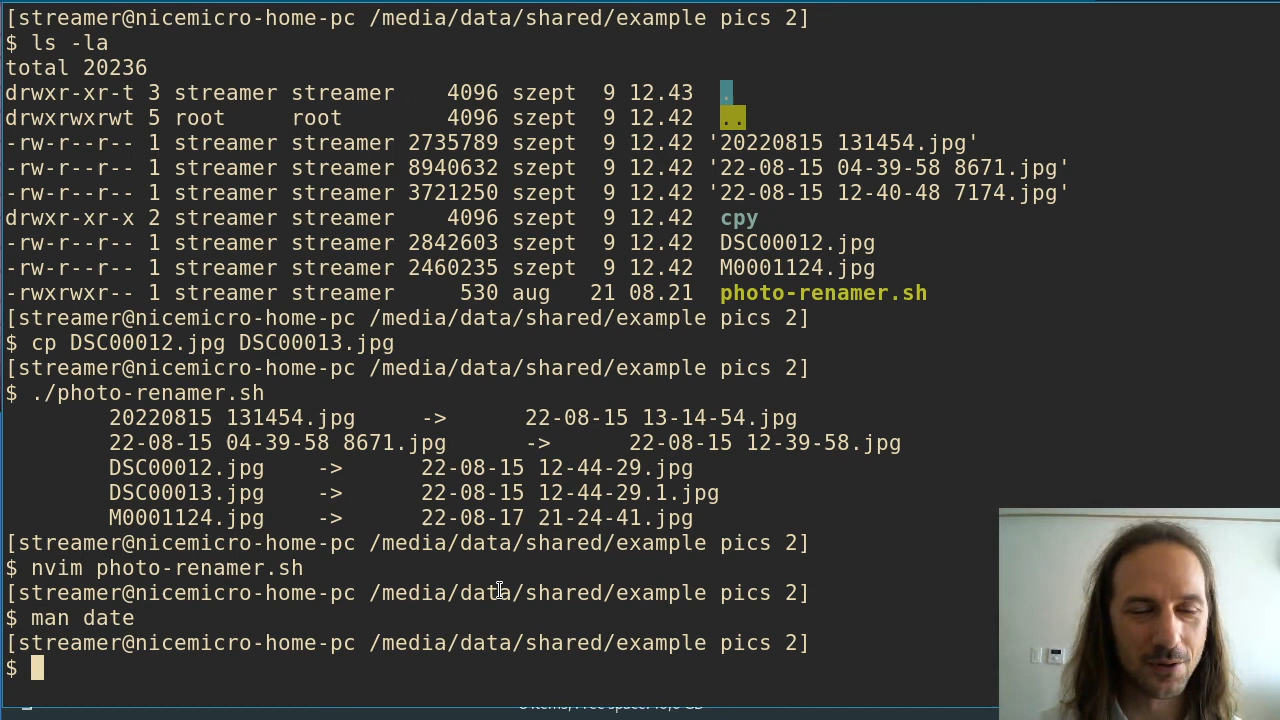 [streamer@nicemicro-home-pc /media/data/shared/example pics 2]
$ ls -la
total 20236
drwxr-xr-t 3 streamer streamer    4096 szept  9 12.43  .
drwxrwxrwt 5 root     root        4096 szept  9 12.42  ..
-rw-r--r-- 1 streamer streamer 2735789 szept  9 12.42 '20220815 131454.jpg'
-rw-r--r-- 1 streamer streamer 8940632 szept  9 12.42 '22-08-15 04-39-58 8671.jpg'
-rw-r--r-- 1 streamer streamer 3721250 szept  9 12.42 '22-08-15 12-40-48 7174.jpg'
drwxr-xr-x 2 streamer streamer    4096 szept  9 12.42  cpy
-rw-r--r-- 1 streamer streamer 2842603 szept  9 12.42  DSC00012.jpg
-rw-r--r-- 1 streamer streamer 2460235 szept  9 12.42  M0001124.jpg
-rwxrwxr-- 1 streamer streamer     530 aug   21 08.21  photo-renamer.sh
[streamer@nicemicro-home-pc /media/data/shared/example pics 2]
$ cp DSC00012.jpg DSC00013.jpg
[streamer@nicemicro-home-pc /media/data/shared/example pics 2]
$ ./photo-renamer.sh
        20220815 131454.jpg     ->      22-08-15 13-14-54.jpg
        22-08-15 04-39-58 8671.jpg      ->      22-08-15 12-39-58.jpg
        DSC00012.jpg    ->      22-08-15 12-44-29.jpg
        DSC00013.jpg    ->      22-08-15 12-44-29.1.jpg
        M0001124.jpg    ->      22-08-17 21-24-41.jpg
[streamer@nicemicro-home-pc /media/data/shared/example pics 2]
$ nvim photo-renamer.sh
[streamer@nicemicro-home-pc /media/data/shared/example pics 2]
$ man date
[streamer@nicemicro-home-pc /media/data/shared/example pics 2]
$